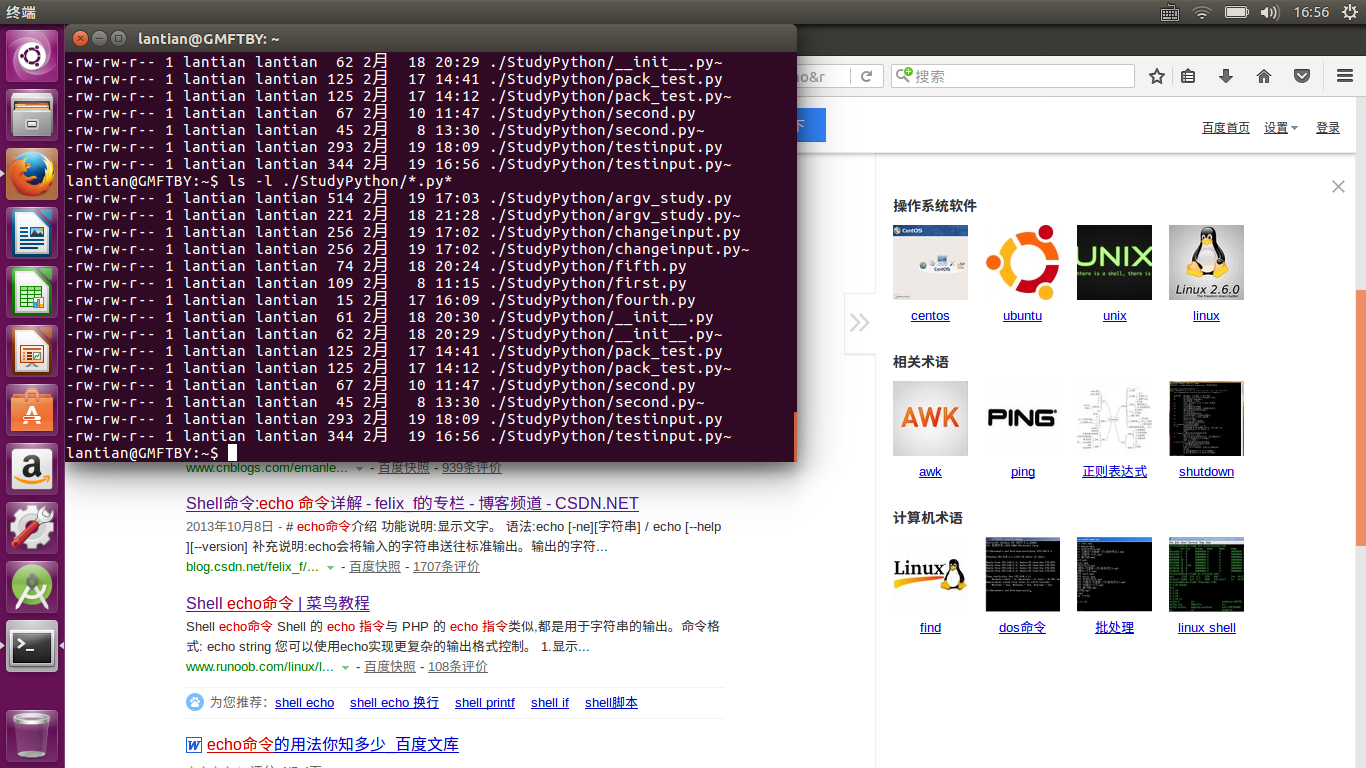 终端
16:56
lantian@GMFTBY: ~
-rw-rw-r-- 1 lantian lantian  62 2月  18 20:29 ./StudyPython/__init__.py~
-rw-rw-r-- 1 lantian lantian 125 2月  17 14:41 ./StudyPython/pack_test.py
-rw-rw-r-- 1 lantian lantian 125 2月  17 14:12 ./StudyPython/pack_test.py~
-rw-rw-r-- 1 lantian lantian  67 2月  10 11:47 ./StudyPython/second.py
-rw-rw-r-- 1 lantian lantian  45 2月   8 13:30 ./StudyPython/second.py~
-rw-rw-r-- 1 lantian lantian 293 2月  19 18:09 ./StudyPython/testinput.py
-rw-rw-r-- 1 lantian lantian 344 2月  19 16:56 ./StudyPython/testinput.py~
lantian@GMFTBY:~$ ls -l ./StudyPython/*.py*
-rw-rw-r-- 1 lantian lantian 514 2月  19 17:03 ./StudyPython/argv_study.py
-rw-rw-r-- 1 lantian lantian 221 2月  18 21:28 ./StudyPython/argv_study.py~
-rw-rw-r-- 1 lantian lantian 256 2月  19 17:02 ./StudyPython/changeinput.py
-rw-rw-r-- 1 lantian lantian 256 2月  19 17:02 ./StudyPython/changeinput.py~
-rw-rw-r-- 1 lantian lantian  74 2月  18 20:24 ./StudyPython/fifth.py
-rw-rw-r-- 1 lantian lantian 109 2月   8 11:15 ./StudyPython/first.py
-rw-rw-r-- 1 lantian lantian  15 2月  17 16:09 ./StudyPython/fourth.py
-rw-rw-r-- 1 lantian lantian  61 2月  18 20:30 ./StudyPython/__init__.py
-rw-rw-r-- 1 lantian lantian  62 2月  18 20:29 ./StudyPython/__init__.py~
-rw-rw-r-- 1 lantian lantian 125 2月  17 14:41 ./StudyPython/pack_test.py
-rw-rw-r-- 1 lantian lantian 125 2月  17 14:12 ./StudyPython/pack_test.py~
-rw-rw-r-- 1 lantian lantian  67 2月  10 11:47 ./StudyPython/second.py
-rw-rw-r-- 1 lantian lantian  45 2月   8 13:30 ./StudyPython/second.py~
-rw-rw-r-- 1 lantian lantian 293 2月  19 18:09 ./StudyPython/testinput.py
-rw-rw-r-- 1 lantian lantian 344 2月  19 16:56 ./StudyPython/testinput.py~
lantian@GMFTBY:~$
o&r
搜索
下
百度首页 设置 登录
www.cnblogs.com/emanle... - 百度快照 - 939条评价
Shell命令:echo 命令详解 - felix_f的专栏 - 博客频道 - CSDN.NET
2013年10月8日 - # echo命令介绍 功能说明:显示文字。 语法:echo [-ne][字符串] / echo [--help
][--version] 补充说明:echo会将输入的字符串送往标准输出。输出的字符...
blog.csdn.net/felix_f/... - 百度快照 - 1707条评价
Shell echo命令 | 菜鸟教程
Shell echo命令 Shell 的 echo 指令与 PHP 的 echo 指令类似,都是用于字符串的输出。命令格
式: echo string 您可以使用echo实现更复杂的输出格式控制。 1.显示...
www.runoob.com/linux/l... - 百度快照 - 108条评价
为您推荐: shell echo shell echo 换行 shell printf shell if shell脚本
W echo命令的用法你知多少_百度文库
操作系统软件
CentOS
CentOS
UNIX
Linux 2.6.0
centos ubuntu unix linux
相关术语
AWK
PING
awk ping 正则表达式 shutdown
计算机术语
Linux
find dos命令 批处理 linux shell